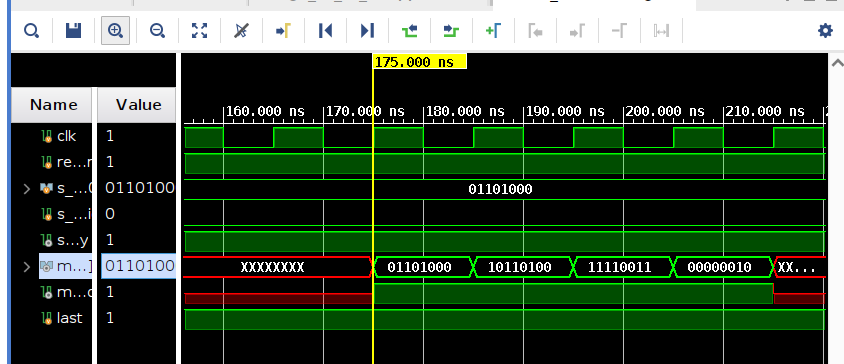 175.000 ns
160.000 ns 170.000 ns 180.000 ns 190.000 ns 200.000 ns 210.000 ns
Name Value
clk 1
re...r 1
s_...0 0110100 01101000
s_...i 0
s...y 1
m...] 0110100 XXXXXXXX 01101000 10110100 11110011 00000010 XX...
m...c 1
last 1